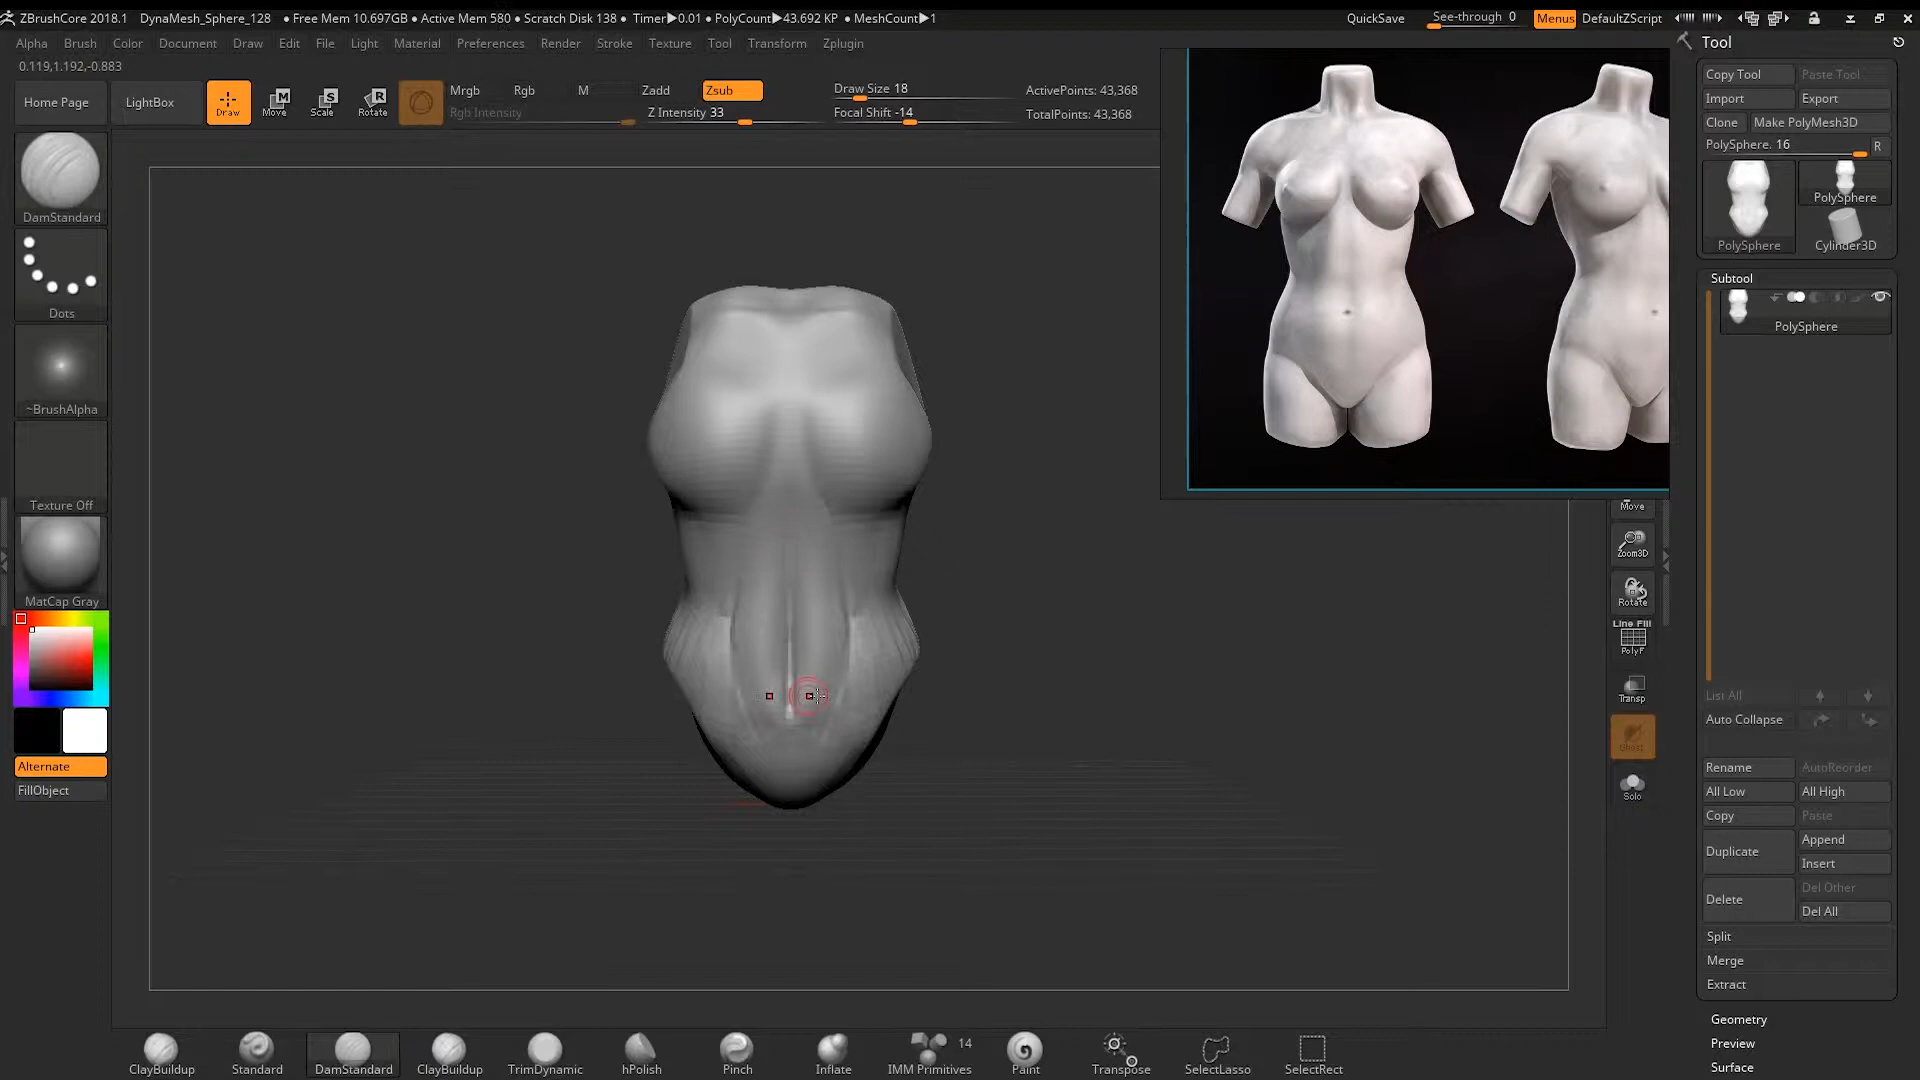 ZBrushCore 2018.1 DynaMesh_Sphere_128 • Free Mem 10.697GB • Active Mem 580 • Scratch Disk 138 • Timer▶0.01 • PolyCount▶43.692 KP • MeshCount▶1 QuickSave See-through 0 Menus DefaultZScript
Alpha Brush Color Document Draw Edit File Light Material Preferences Render Stroke Texture Tool Transform Zplugin
Tool
0.119,1.192,-0.883
Home Page
LightBox
Draw
Move
Scale
Rotate
Mrgb Rgb M Zadd Zsub
Rgb Intensity Z Intensity 33
Draw Size 18
Focal Shift -14
ActivePoints: 43,368
TotalPoints: 43,368
Copy Tool Paste Tool
Import Export
Clone Make PolyMesh3D
PolySphere. 16 R
PolySphere
PolySphere
Cylinder3D
Subtool
PolySphere
DamStandard
Dots
~BrushAlpha
Texture Off
MatCap Gray
Alternate
FillObject
Move
Zoom3D
Rotate
Line Fill
PolyF
Transp
Ghost
Solo
List All
Auto Collapse
Rename AutoReorder
All Low All High
Copy Paste
Duplicate Append
Insert
Delete Del Other
Del All
Split
Merge
Extract
Geometry
Preview
Surface
ClayBuildup Standard DamStandard ClayBuildup TrimDynamic hPolish Pinch Inflate IMM Primitives 14 Paint Transpose SelectLasso SelectRect